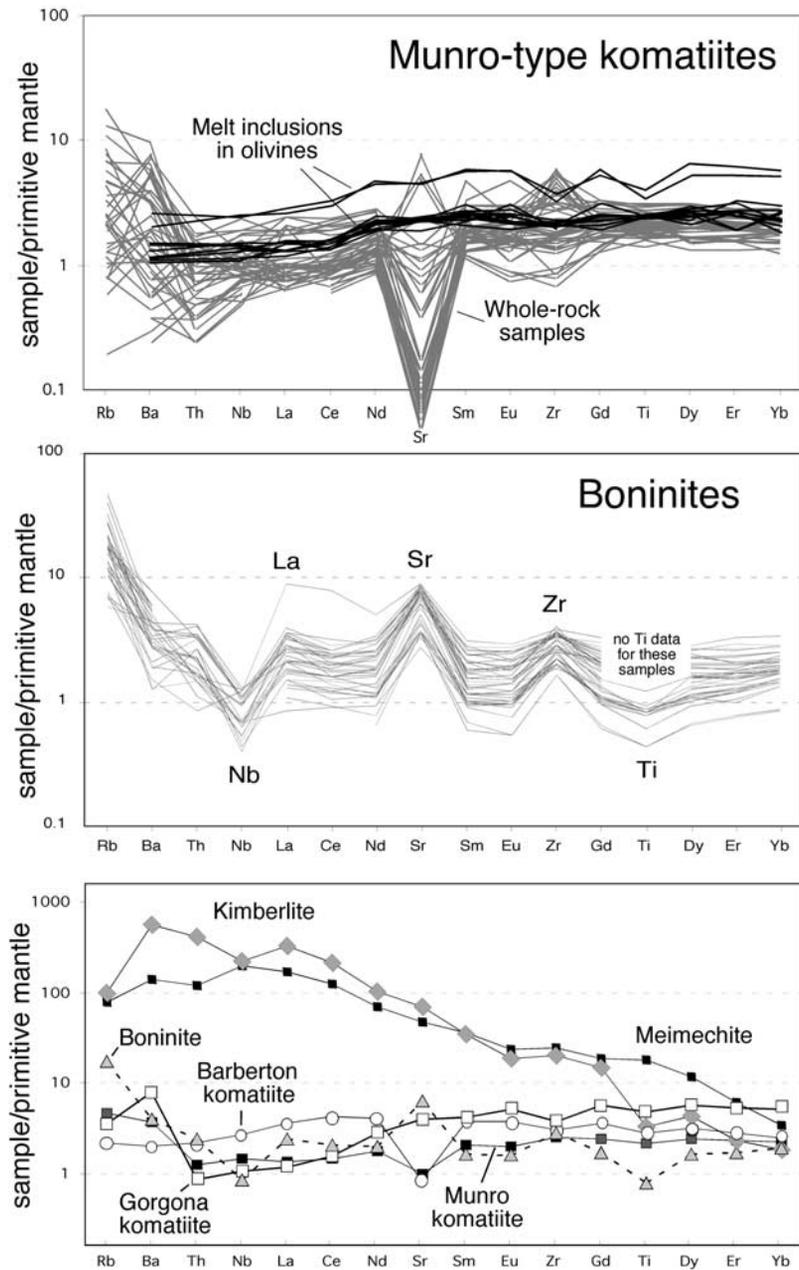 100
Munro-type komatiites
Melt inclusions
in olivines
10
sample/primitive mantle
1
Whole-rock
samples
0.1
Rb Ba Th Nb La Ce Nd Sr Sm Eu Zr Gd Ti Dy Er Yb
100
Boninites
La
Sr
10
Zr
no Ti data
for these
samples
sample/primitive mantle
1
Nb
Ti
0.1
Rb Ba Th Nb La Ce Nd Sr Sm Eu Zr Gd Ti Dy Er Yb
1000
Kimberlite
100
Meimechite
Boninite
Barberton
komatiite
10
sample/primitive mantle
1
Gorgona
komatiite
Munro
komatiite
0.1
Rb Ba Th Nb La Ce Nd Sr Sm Eu Zr Gd Ti Dy Er Yb